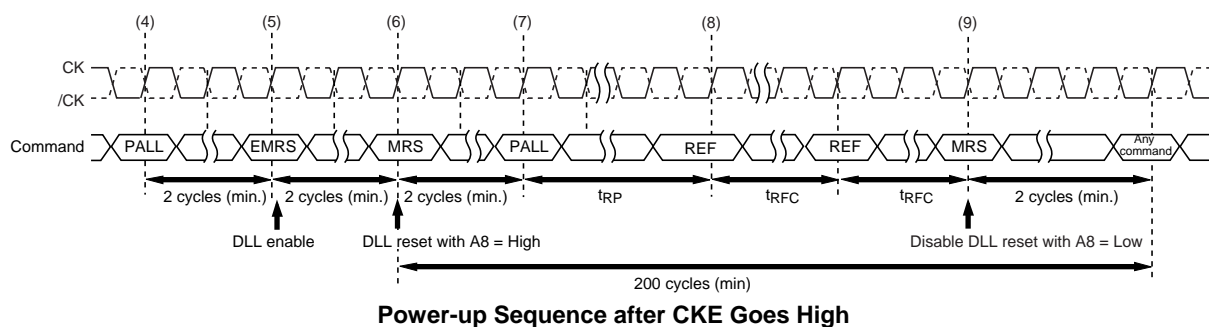 (4) (5) (6) (7) (8) (9)
CK
/CK
Command PALL EMRS MRS PALL REF REF MRS Any command
2 cycles (min.) 2 cycles (min.) 2 cycles (min.) tRP tRFC tRFC 2 cycles (min.)
DLL enable DLL reset with A8 = High Disable DLL reset with A8 = Low
200 cycles (min)
Power-up Sequence after CKE Goes High